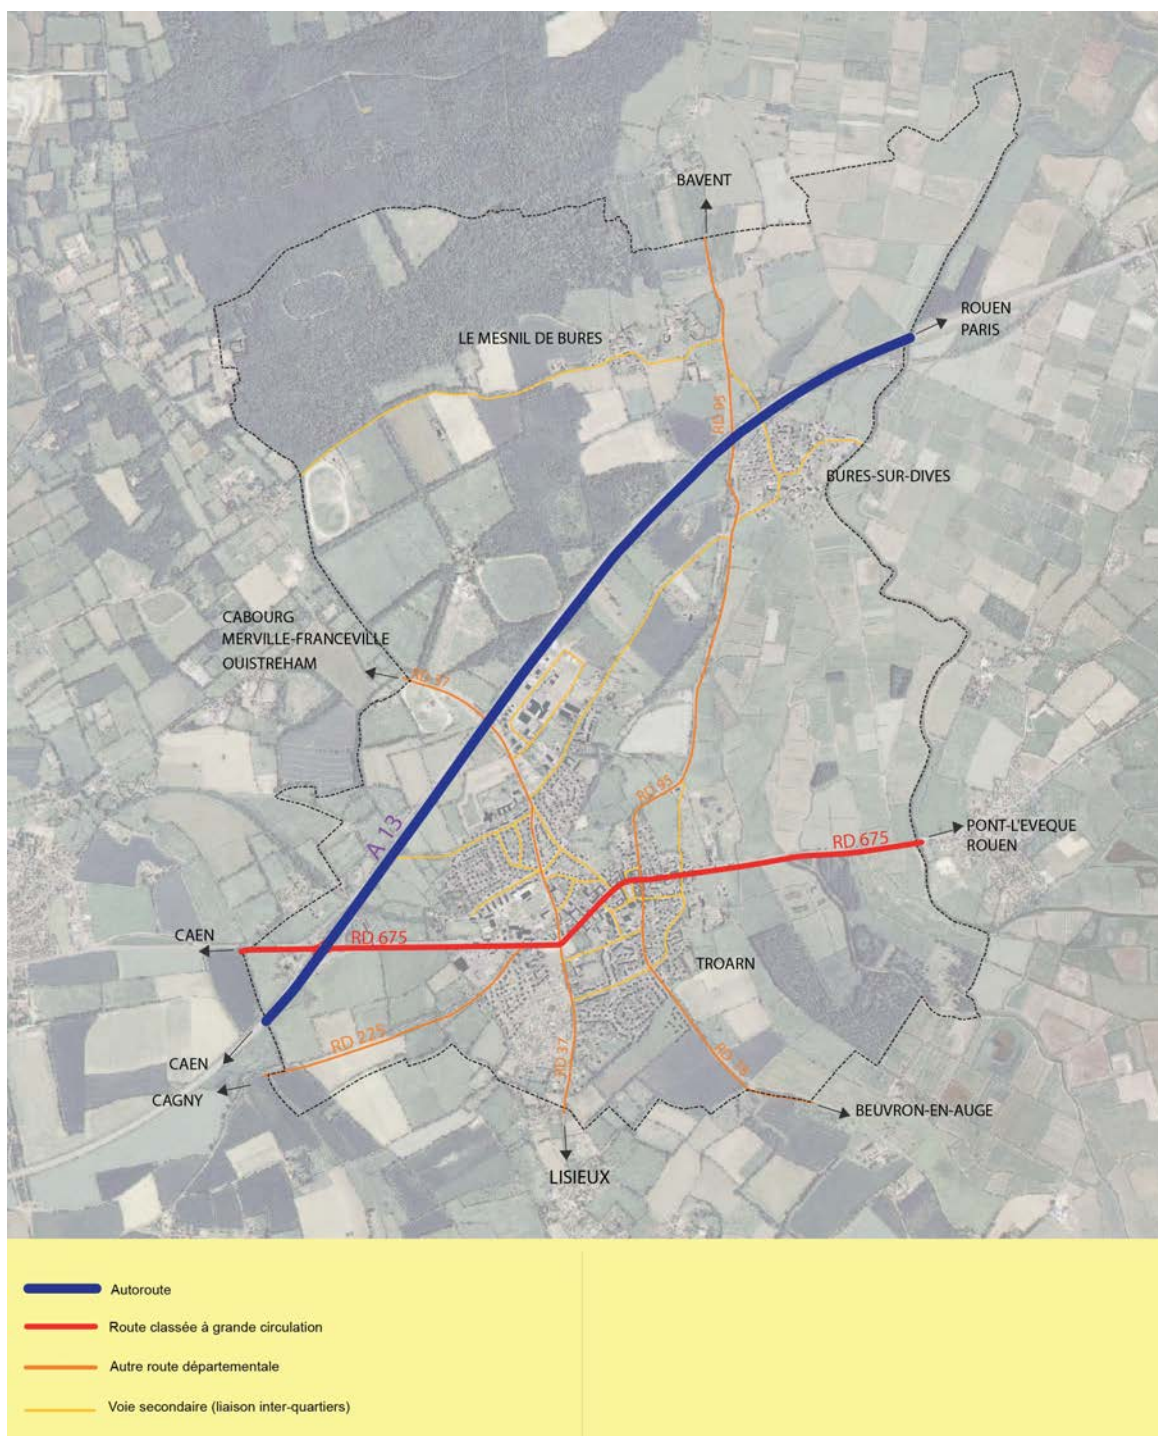 BAVENT
ROUEN
PARIS
LE MESNIL DE BURES
RD 95
BURES-SUR-DIVES
CABOURG
MERVILLE-FRANCEVILLE
OUISTREHAM
RD 37
RD 95
A 13
PONT-L'EVEQUE
ROUEN
RD 675
CAEN
RD 675
TROARN
RD 225
CAEN
CAGNY
RD 37
BEUVRON-EN-AUGE
LISIEUX
Autoroute
Route classée à grande circulation
Autre route départementale
Voie secondaire (liaison inter-quartiers)